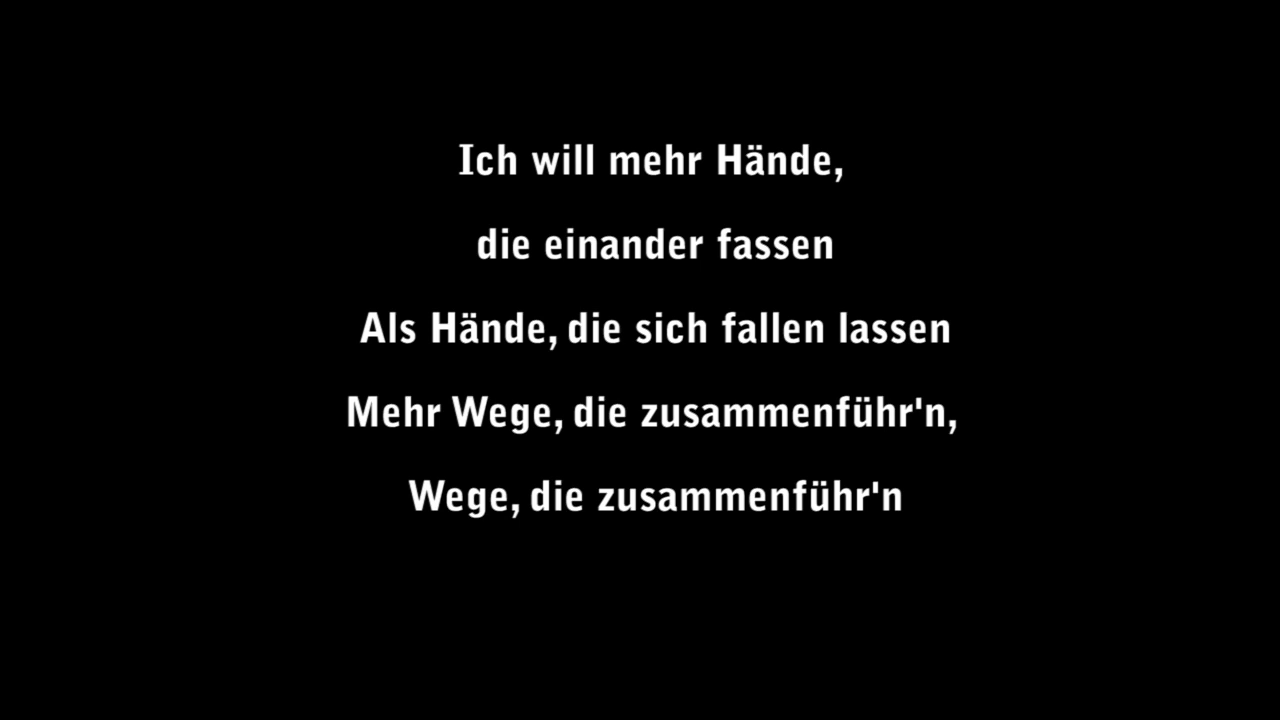 Ich will mehr Hände,
die einander fassen
Als Hände, die sich fallen lassen
Mehr Wege, die zusammenführ'n,
Wege, die zusammenführ'n